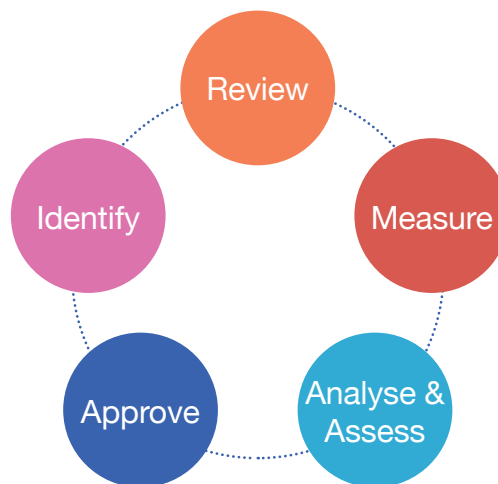 Review
Identify
Measure
Analyse &
Assess
Approve